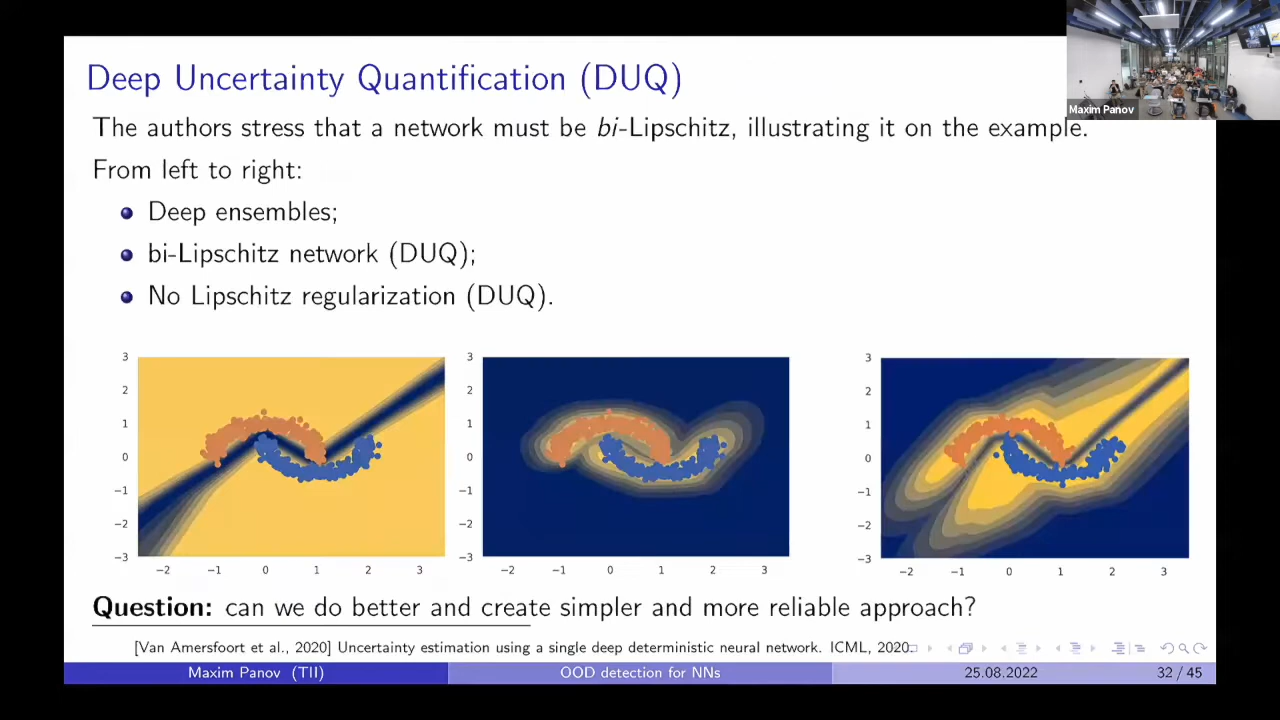 Deep Uncertainty Quantification (DUQ)
Maxim Panov
The authors stress that a network must be bi-Lipschitz, illustrating it on the example.
From left to right:
Deep ensembles;
bi-Lipschitz network (DUQ);
No Lipschitz regularization (DUQ).
3 2 1 0 −1 −2 −3
−2 −1 0 1 2 3
3 2 1 0 −1 −2 −3
−2 −1 0 1 2 3
3 2 1 0 −1 −2 −3
−2 −1 0 1 2 3
Question: can we do better and create simpler and more reliable approach?
[Van Amersfoort et al., 2020] Uncertainty estimation using a single deep deterministic neural network. ICML, 2020.
Maxim Panov (TII) OOD detection for NNs 25.08.2022 32 / 45